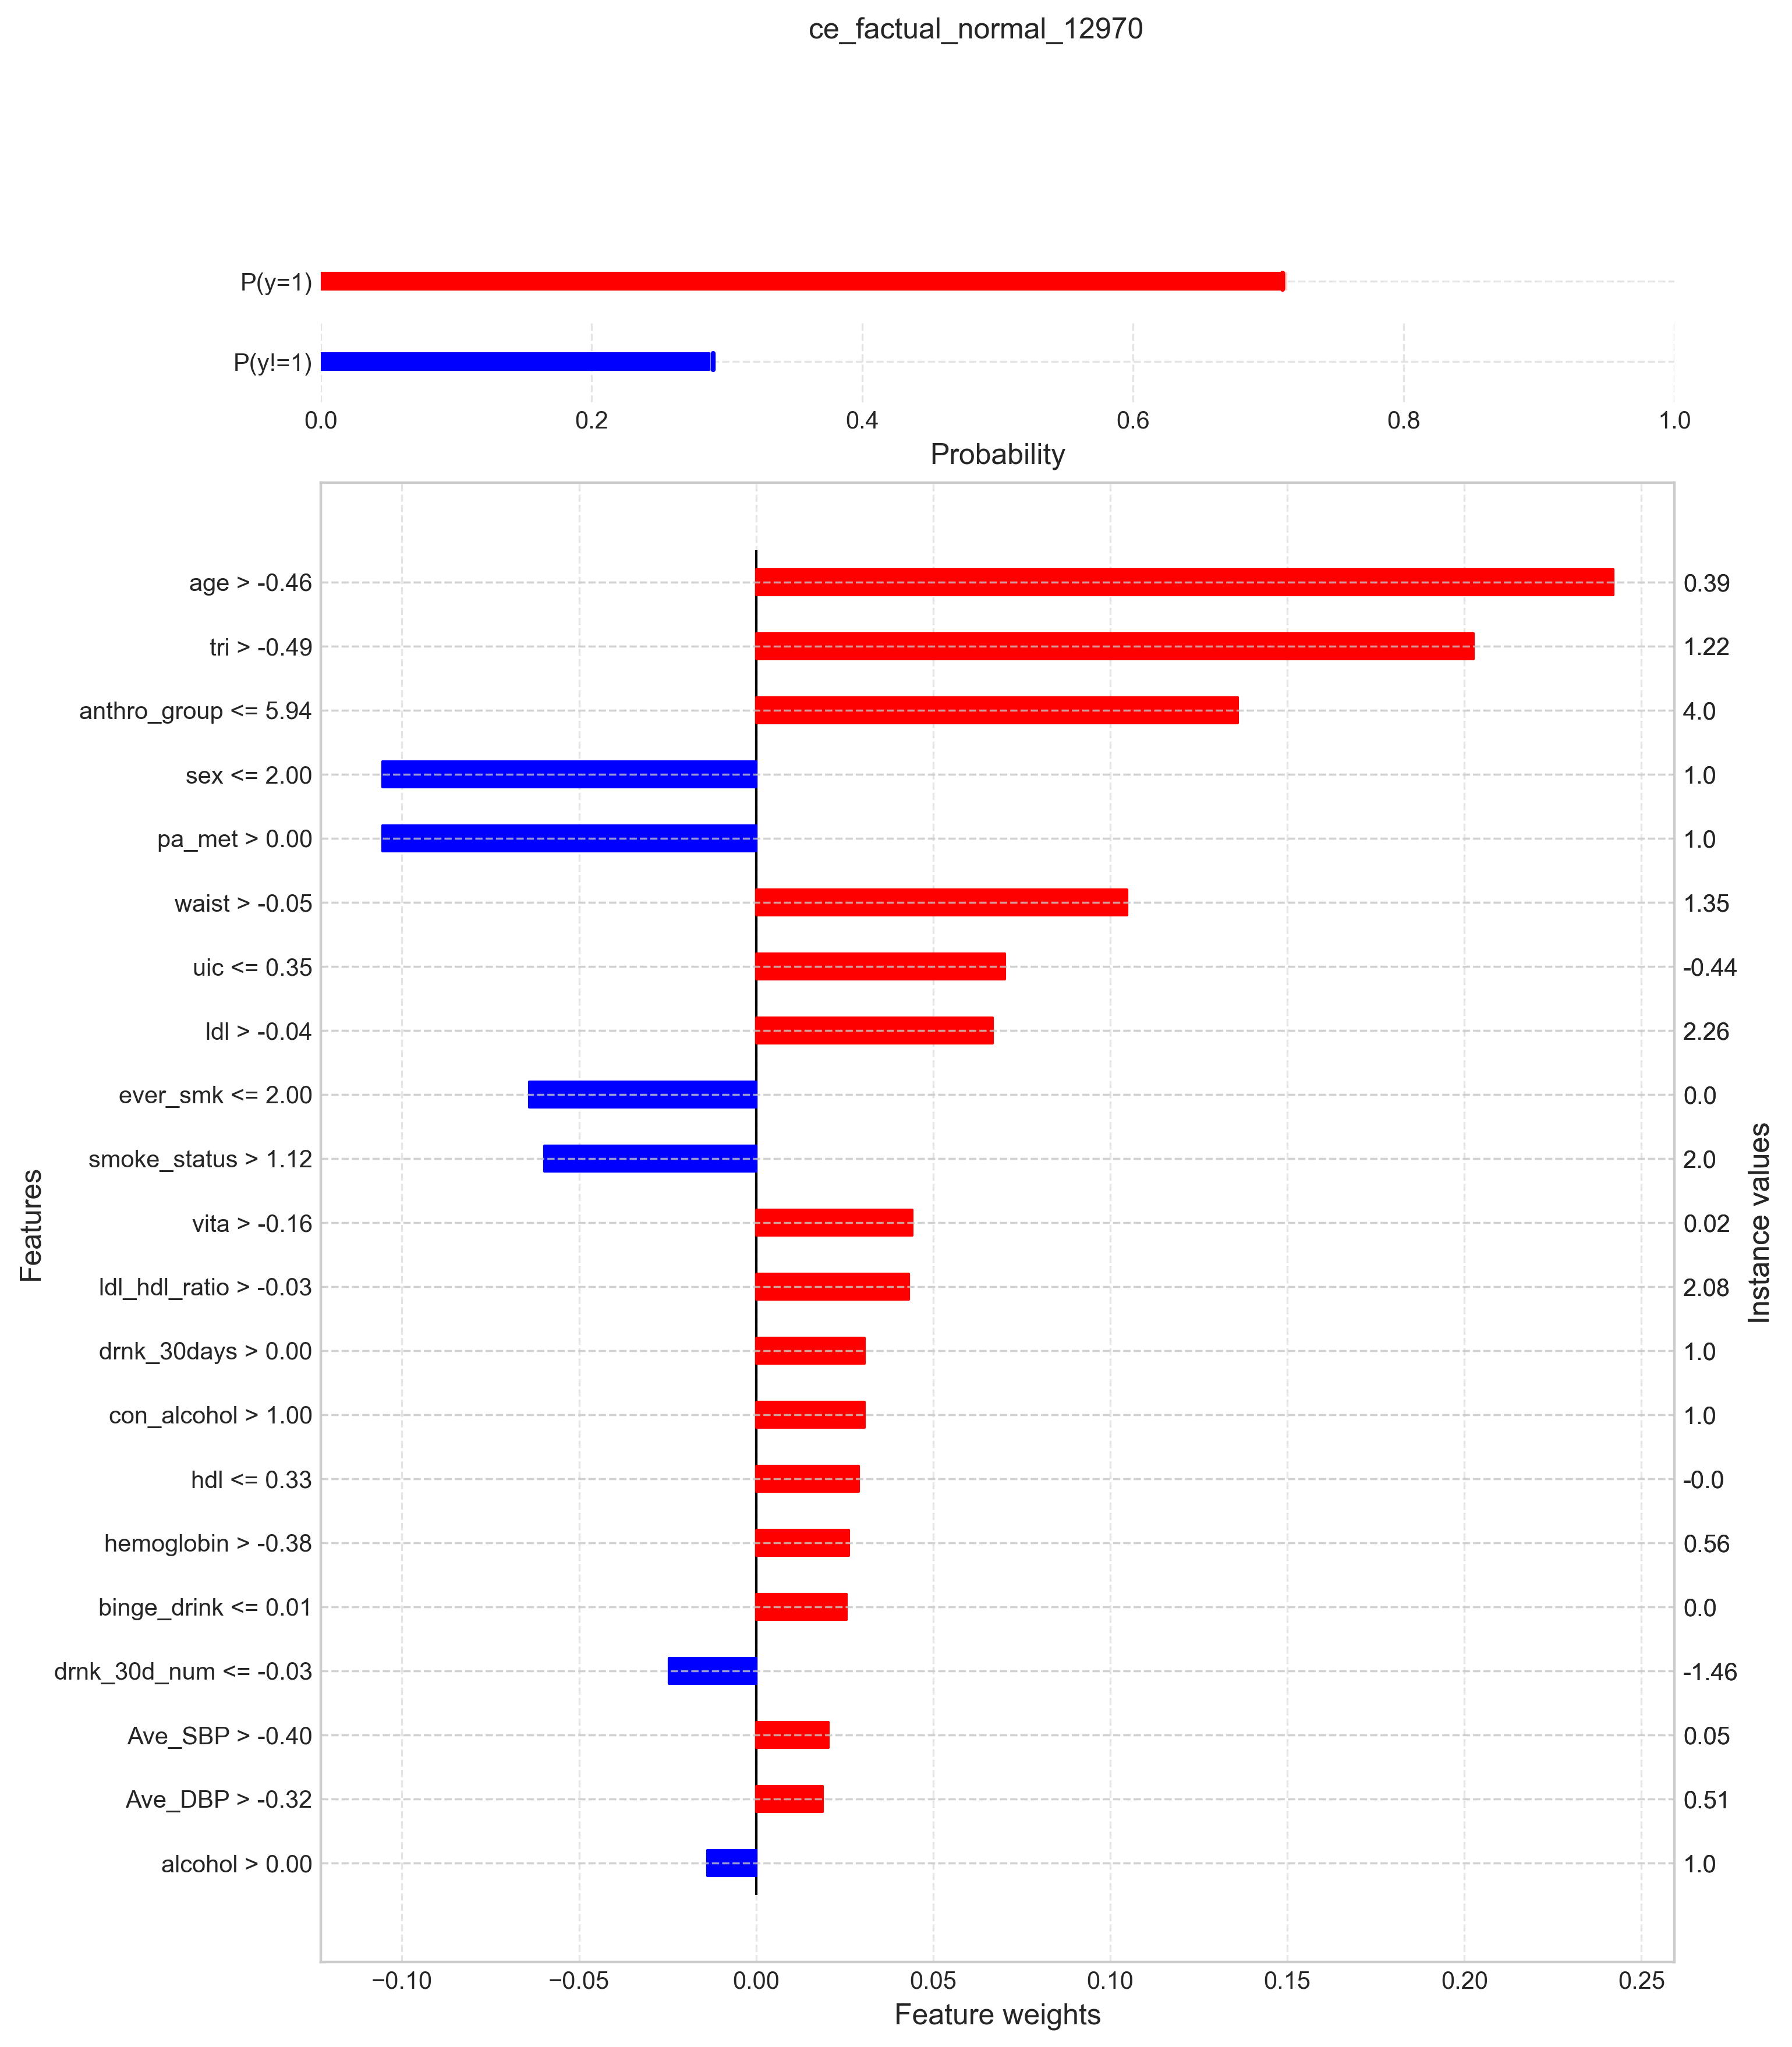 ce_factual_normal_12970
P(y=1)
P(y!=1)
0.0 0.2 0.4 0.6 0.8 1.0
Probability
age > -0.46 0.39
tri > -0.49 1.22
anthro_group <= 5.94 4.0
sex <= 2.00 1.0
pa_met > 0.00 1.0
waist > -0.05 1.35
uic <= 0.35 -0.44
ldl > -0.04 2.26
ever_smk <= 2.00 0.0
smoke_status > 1.12 2.0
vita > -0.16 0.02
ldl_hdl_ratio > -0.03 2.08
drnk_30days > 0.00 1.0
con_alcohol > 1.00 1.0
hdl <= 0.33 -0.0
hemoglobin > -0.38 0.56
binge_drink <= 0.01 0.0
drnk_30d_num <= -0.03 -1.46
Ave_SBP > -0.40 0.05
Ave_DBP > -0.32 0.51
alcohol > 0.00 1.0
Features
Instance values
−0.10 −0.05 0.00 0.05 0.10 0.15 0.20 0.25
Feature weights